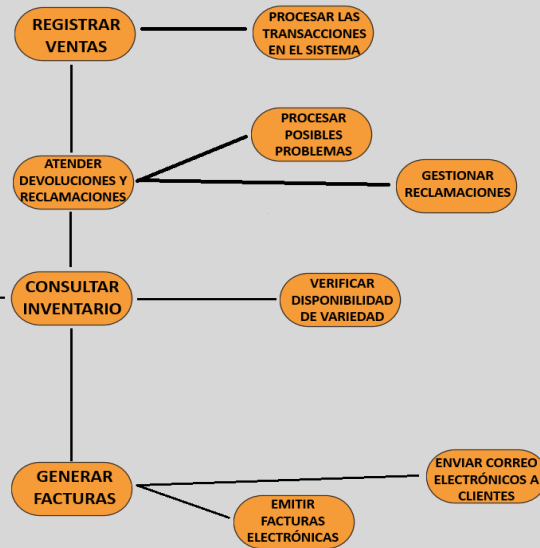 REGISTRAR
VENTAS
PROCESAR LAS
TRANSACCIONES
EN EL SISTEMA
PROCESAR
POSIBLES
PROBLEMAS
ATENDER
DEVOLUCIONES Y
RECLAMACIONES
GESTIONAR
RECLAMACIONES
CONSULTAR
INVENTARIO
VERIFICAR
DISPONIBILIDAD
DE VARIEDAD
GENERAR
FACTURAS
ENVIAR CORREO
ELECTRÓNICOS A
CLIENTES
EMITIR
FACTURAS
ELECTRÓNICAS